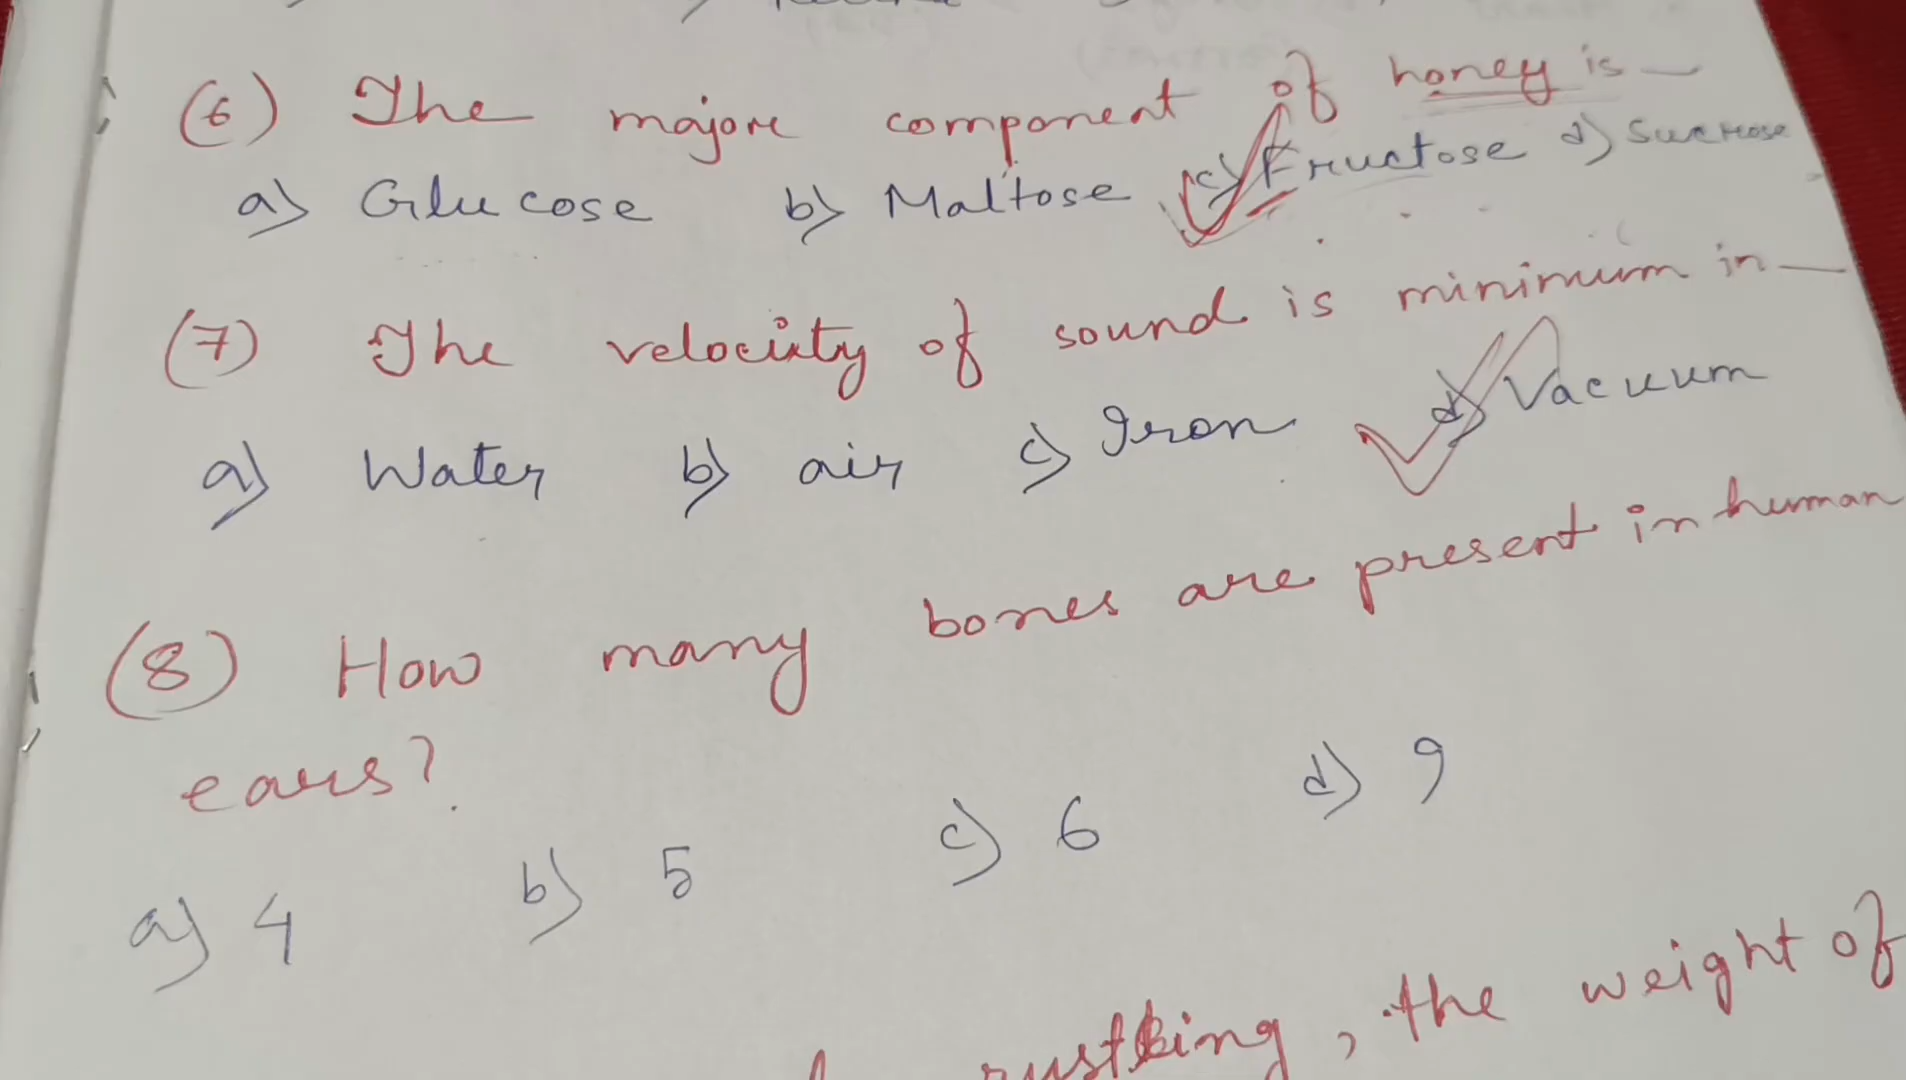 (6) The major component of honey is —
a) Glucose b) Maltose c) Fructose d) Sucrose
(7) The velocity of sound is minimum in —
a) Water b) air c) Iron d) Vacuum
(8) How many bones are present in human
ears?
a) 4 b) 5 c) 6 d) 9
rusting, the weight of